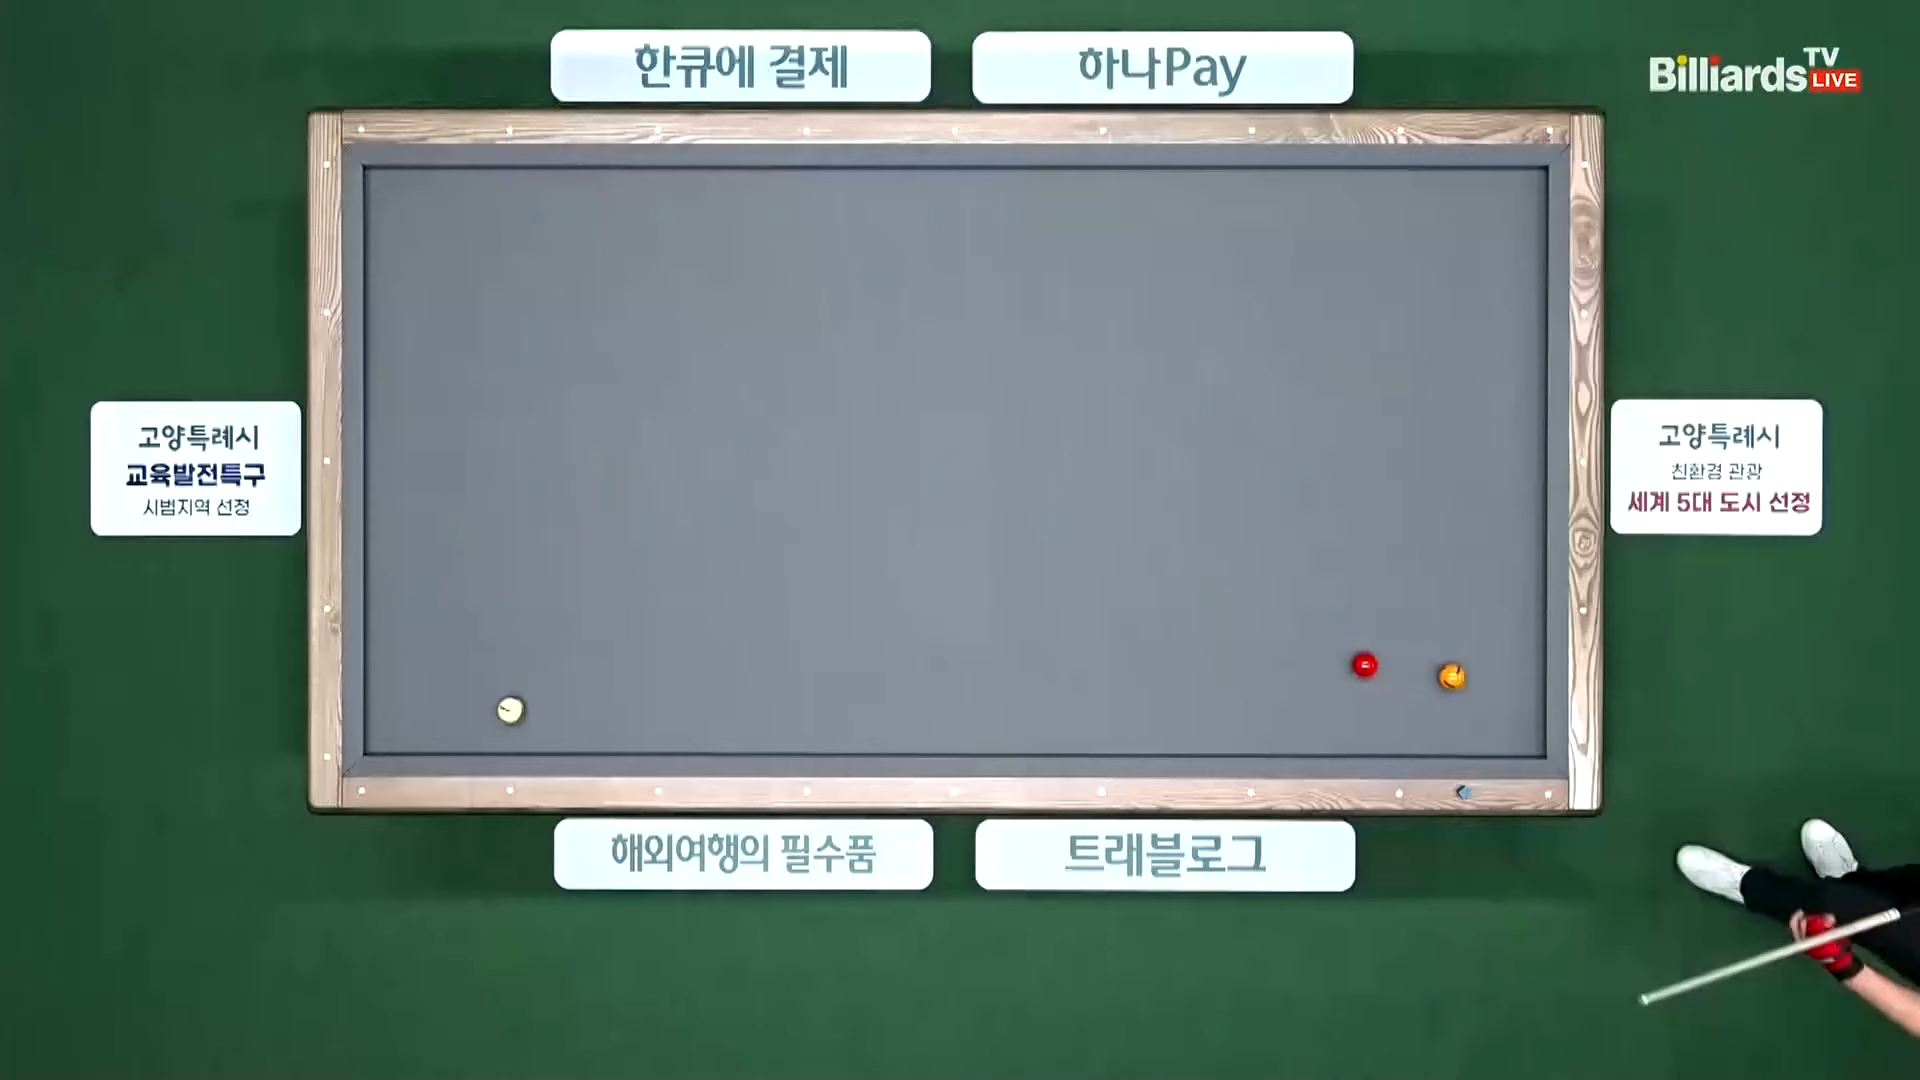 한큐에 결제
하나Pay
BilliardsTV
LIVE
고양특례시
교육발전특구
시범지역 선정
고양특례시
친환경 관광
세계 5대 도시 선정
해외여행의 필수품
트래블로그